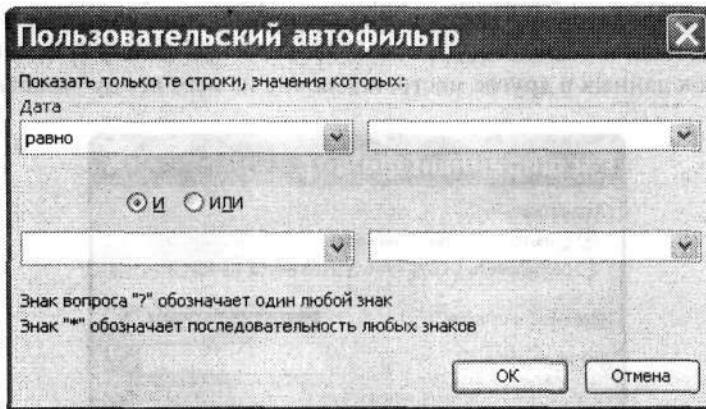 Пользовательский автофильтр
Показать только те строки, значения которых:
Дата
равно
И ИЛИ
Знак вопроса "?" обозначает один любой знак
Знак "*" обозначает последовательность любых знаков
ОК Отмена